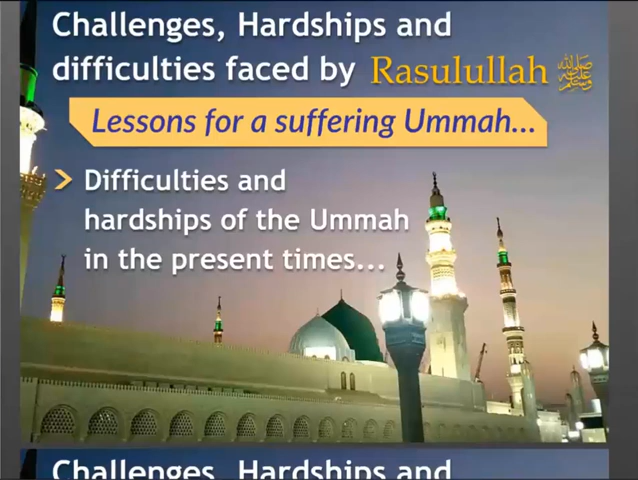 Challenges, Hardships and
difficulties faced by Rasulullah ﷺ
Lessons for a suffering Ummah...
Difficulties and
hardships of the Ummah
in the present times...
Challenges, Hardships and